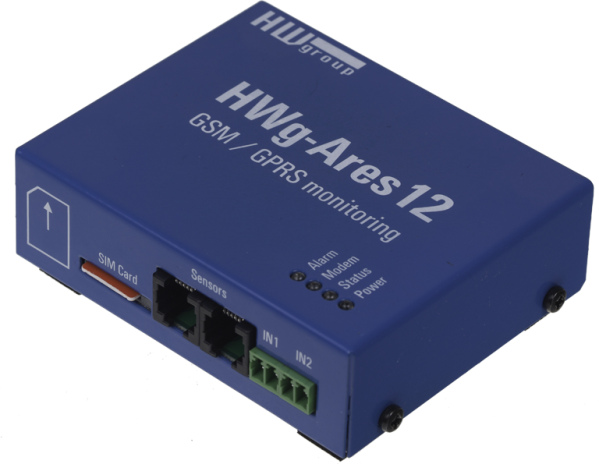 HW
group
HWg-Ares 12
GSM / GPRS monitoring
Alarm
Modem
Status
Power
SIM Card
Sensors
IN1
IN2